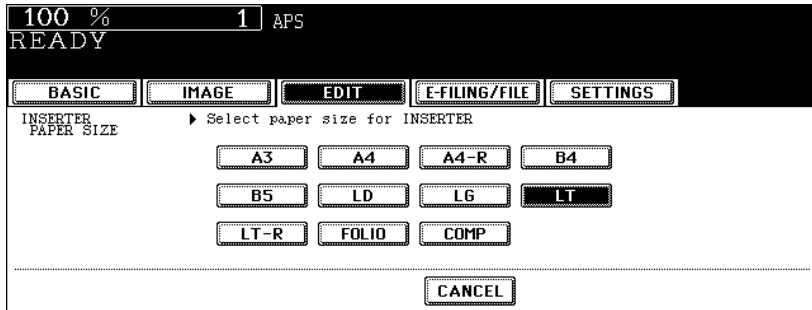 100 % 1 APS
READY
BASIC IMAGE EDIT E-FILING/FILE SETTINGS
INSERTER ▶ Select paper size for INSERTER
PAPER SIZE
A3 A4 A4-R B4
B5 LD LG LT
LT-R FOLIO COMP
CANCEL